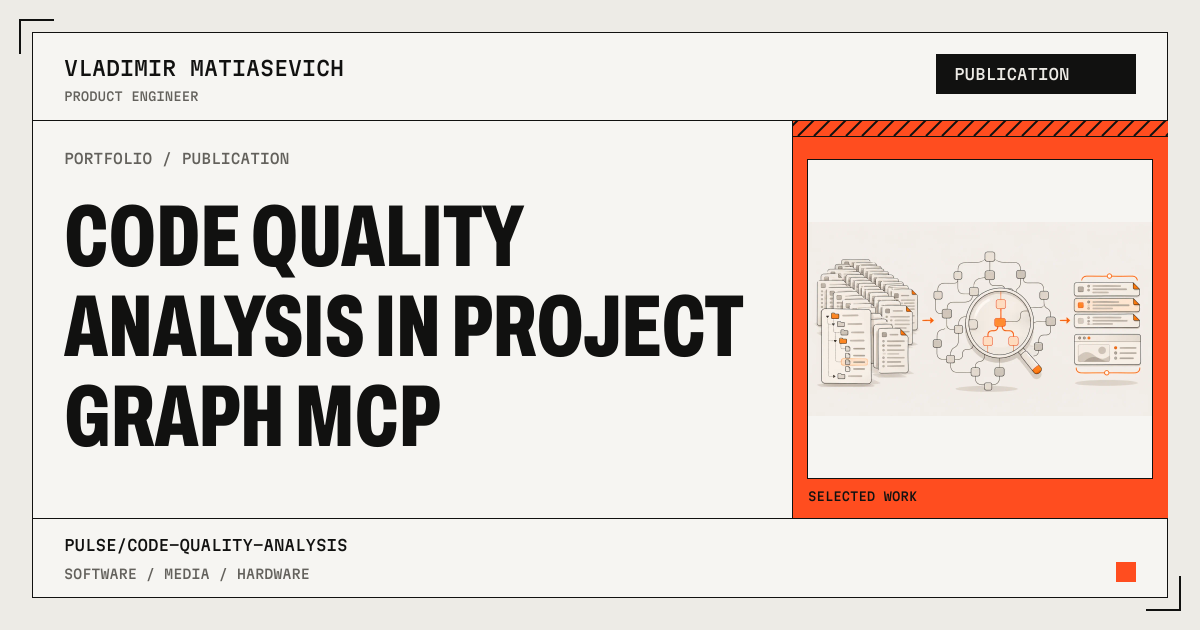 VLADIMIR MATIASEVICH
PRODUCT ENGINEER
PUBLICATION
PORTFOLIO / PUBLICATION
CODE QUALITY
ANALYSIS IN PROJECT
GRAPH MCP
SELECTED WORK
PULSE/CODE–QUALITY–ANALYSIS
SOFTWARE / MEDIA / HARDWARE